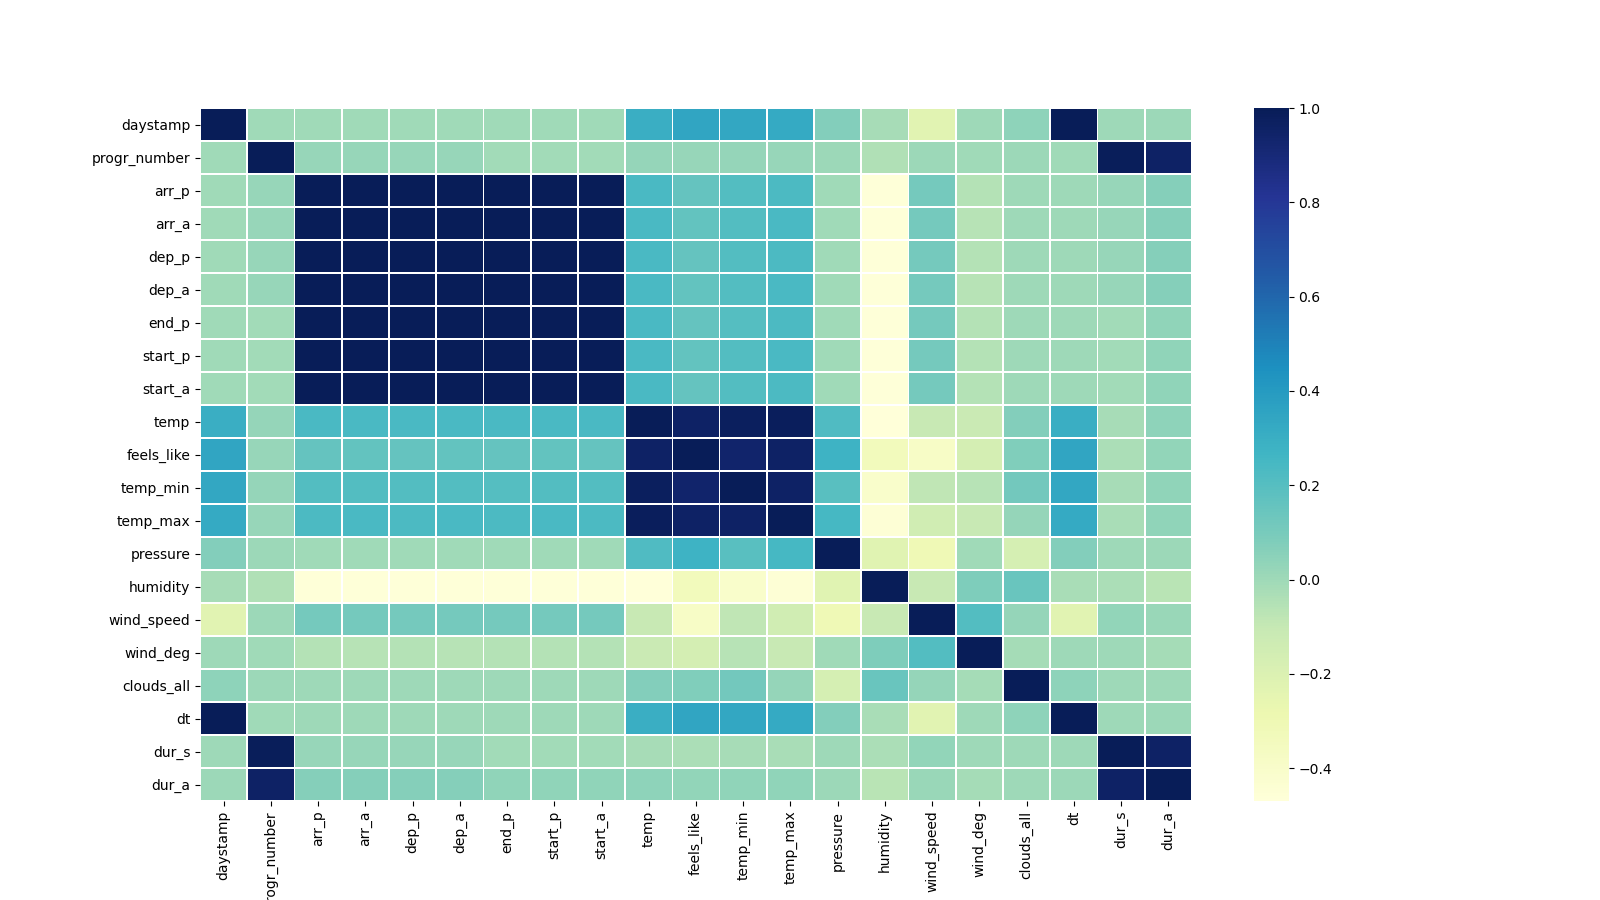 daystamp
progr_number
arr_p
arr_a
dep_p
dep_a
end_p
start_p
start_a
temp
feels_like
temp_min
temp_max
pressure
humidity
wind_speed
wind_deg
clouds_all
dt
dur_s
dur_a
daystamp
rogr_number
arr_p
arr_a
dep_p
dep_a
end_p
start_p
start_a
temp
feels_like
temp_min
temp_max
pressure
humidity
wind_speed
wind_deg
clouds_all
dt
dur_s
dur_a
1.0
0.8
0.6
0.4
0.2
0.0
−0.2
−0.4